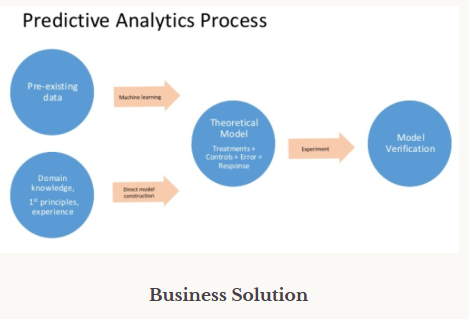 Predictive Analytics Process
Pre-existing
data
Machine learning
Domain
knowledge,
1st principles,
experience
Direct model
construction
Theoretical
Model
Treatments +
Controls + Error =
Response
Experiment
Model
Verification
Business Solution